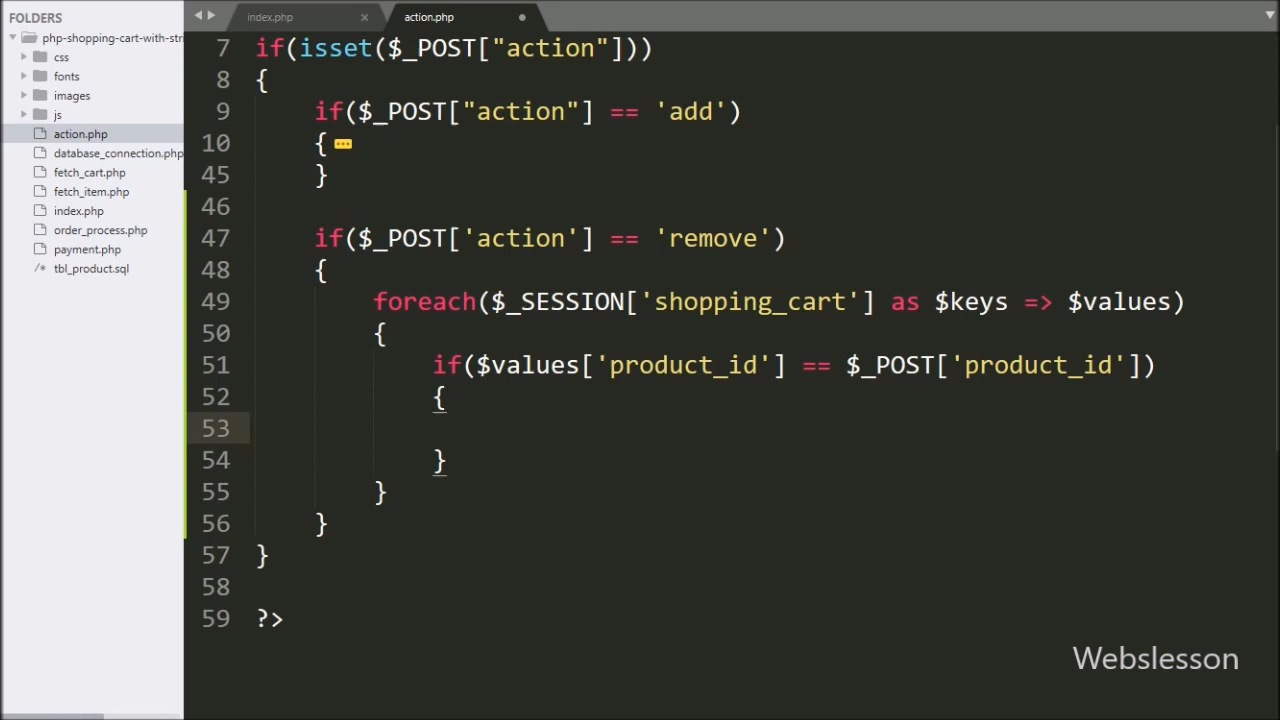 FOLDERS
php-shopping-cart-with-str
css
fonts
images
js
action.php
database_connection.php
fetch_cart.php
fetch_item.php
index.php
order_process.php
payment.php
/* tbl_product.sql
index.php × action.php
7 if(isset($_POST["action"]))
8 {
9 if($_POST["action"] == 'add')
10 {
45 }
46
47 if($_POST['action'] == 'remove')
48 {
49 foreach($_SESSION['shopping_cart'] as $keys => $values)
50 {
51 if($values['product_id'] == $_POST['product_id'])
52 {
53
54 }
55 }
56 }
57 }
58
59 ?>
Webslesson